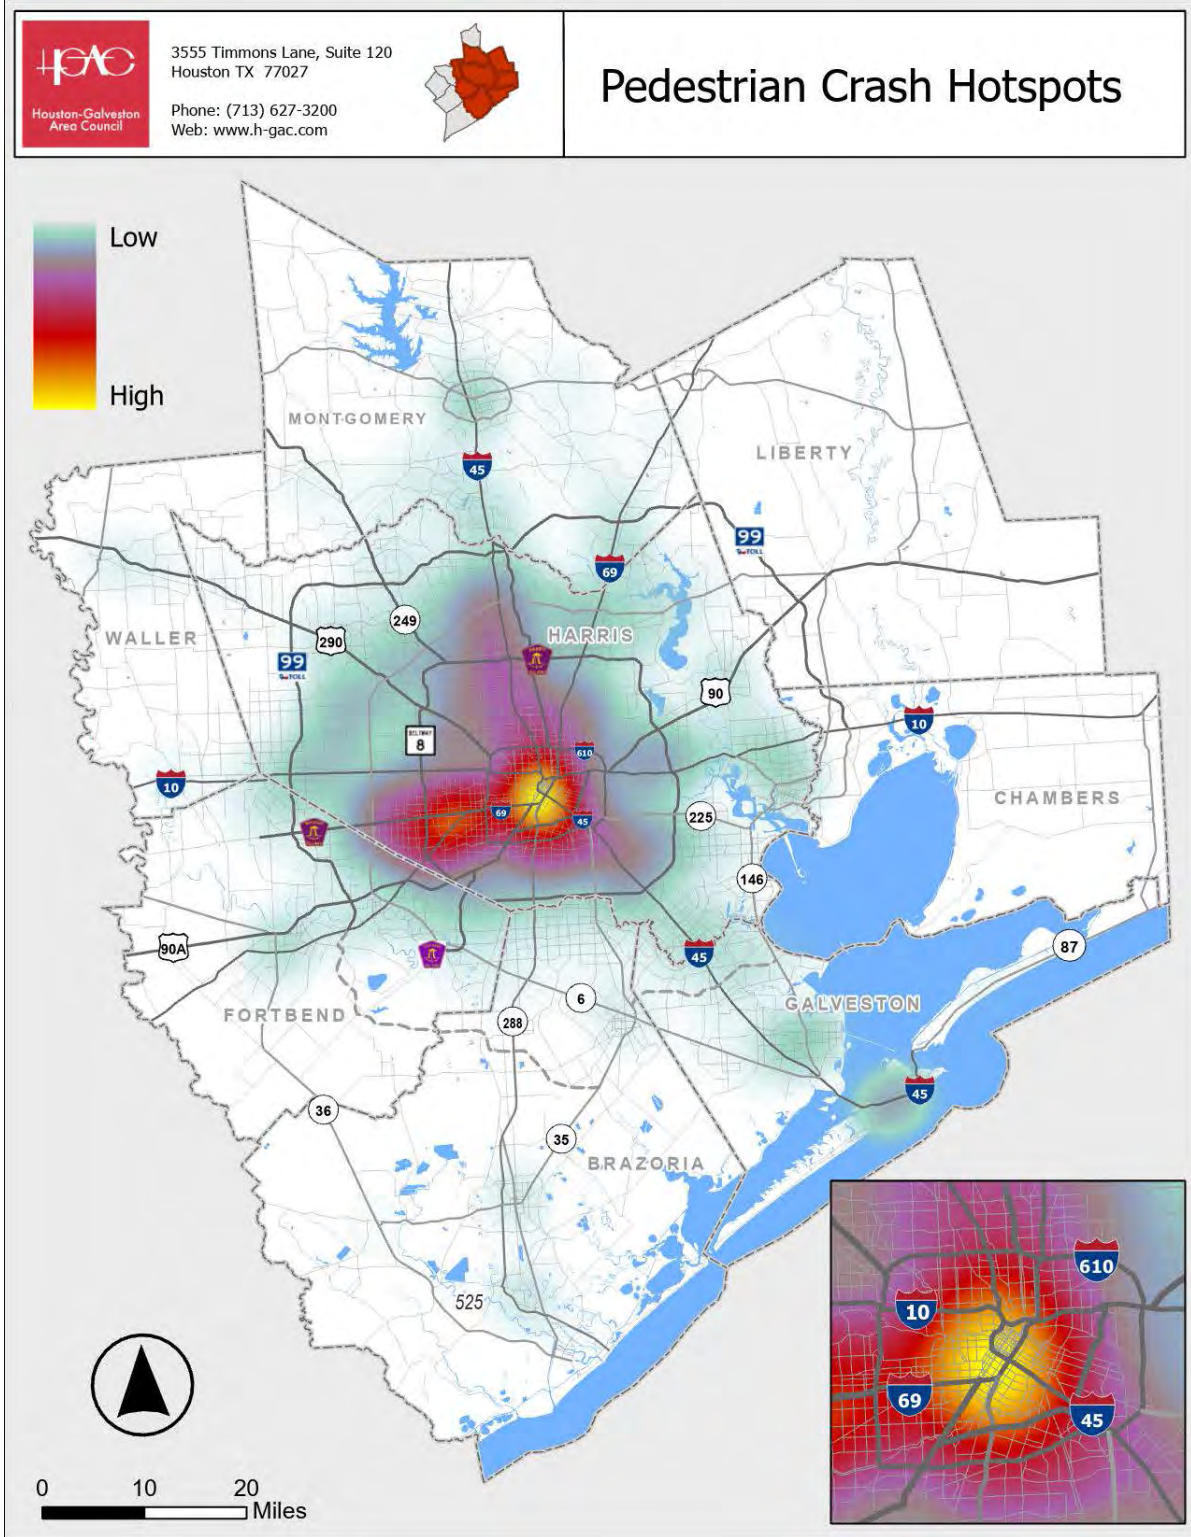 HGAC
Houston-Galveston
Area Council
3555 Timmons Lane, Suite 120
Houston TX  77027
Phone: (713) 627-3200
Web: www.h-gac.com
Pedestrian Crash Hotspots
Low
High
MONTGOMERY
LIBERTY
45
99
TOLL
69
249
HARRIS
WALLER
290
99
TOLL
90
BELTWAY
8
610
10
10
CHAMBERS
69
45
225
146
90A
45
87
6
GALVESTON
FORTBEND
288
45
36
35
BRAZORIA
610
10
525
69
45
0
10
20
Miles